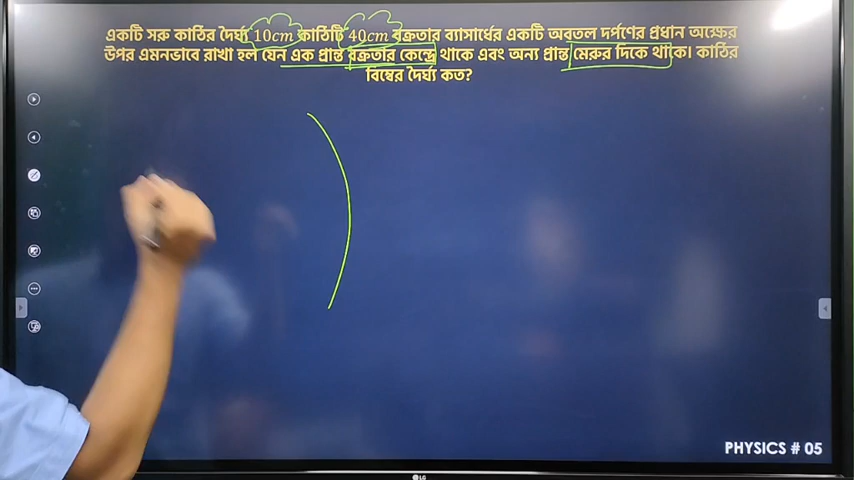 একটি সরু কাঠির দৈর্ঘ্য 10cm কাঠিটি 40cm বক্রতার ব্যাসার্ধের একটি অবতল দর্পণের প্রধান অক্ষের
উপর এমনভাবে রাখা হল যেন এক প্রান্ত বক্রতার কেন্দ্রে থাকে এবং অন্য প্রান্ত মেরুর দিকে থাকে। কাঠির
বিম্বের দৈর্ঘ্য কত?
PHYSICS # 05
LG